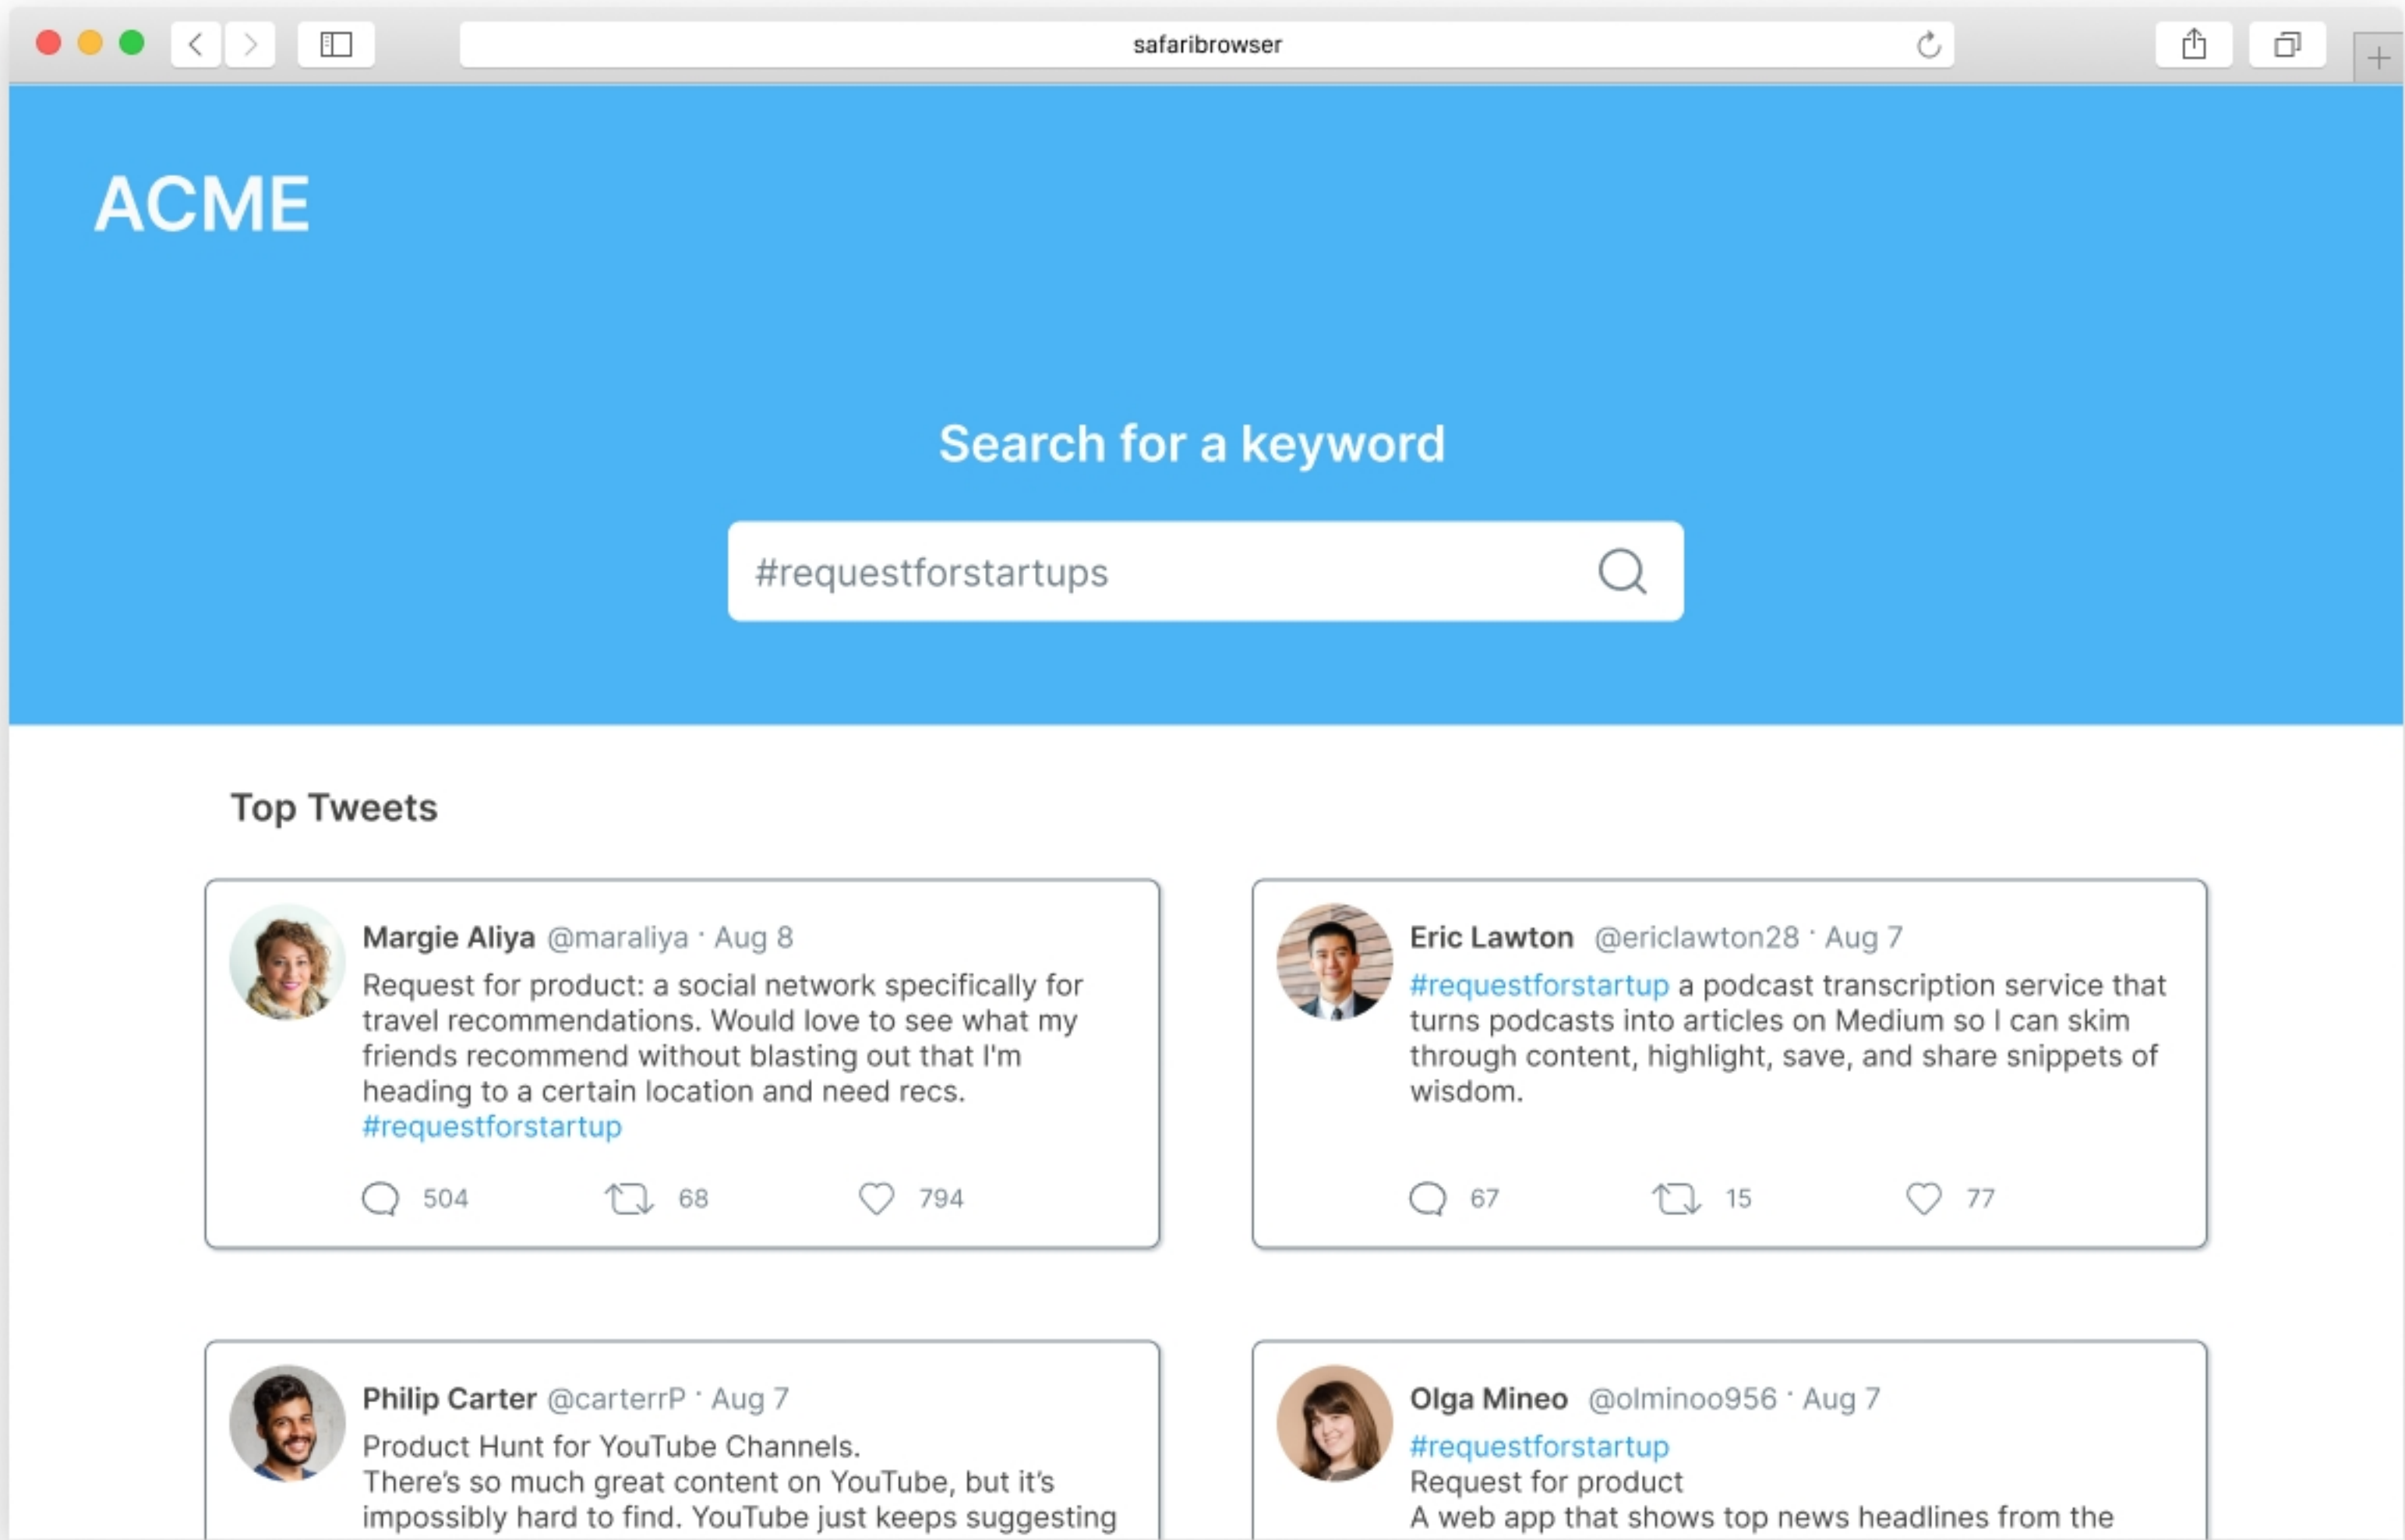 safaribrowser
ACME
Search for a keyword
#requestforstartups
Top Tweets
Margie Aliya @maraliya · Aug 8
Request for product: a social network specifically for
travel recommendations. Would love to see what my
friends recommend without blasting out that I'm
heading to a certain location and need recs.
#requestforstartup
504 68 794
Eric Lawton @ericlawton28 · Aug 7
#requestforstartup a podcast transcription service that
turns podcasts into articles on Medium so I can skim
through content, highlight, save, and share snippets of
wisdom.
67 15 77
Philip Carter @carterrP · Aug 7
Product Hunt for YouTube Channels.
There’s so much great content on YouTube, but it’s
impossibly hard to find. YouTube just keeps suggesting
Olga Mineo @olminoo956 · Aug 7
#requestforstartup
Request for product
A web app that shows top news headlines from the